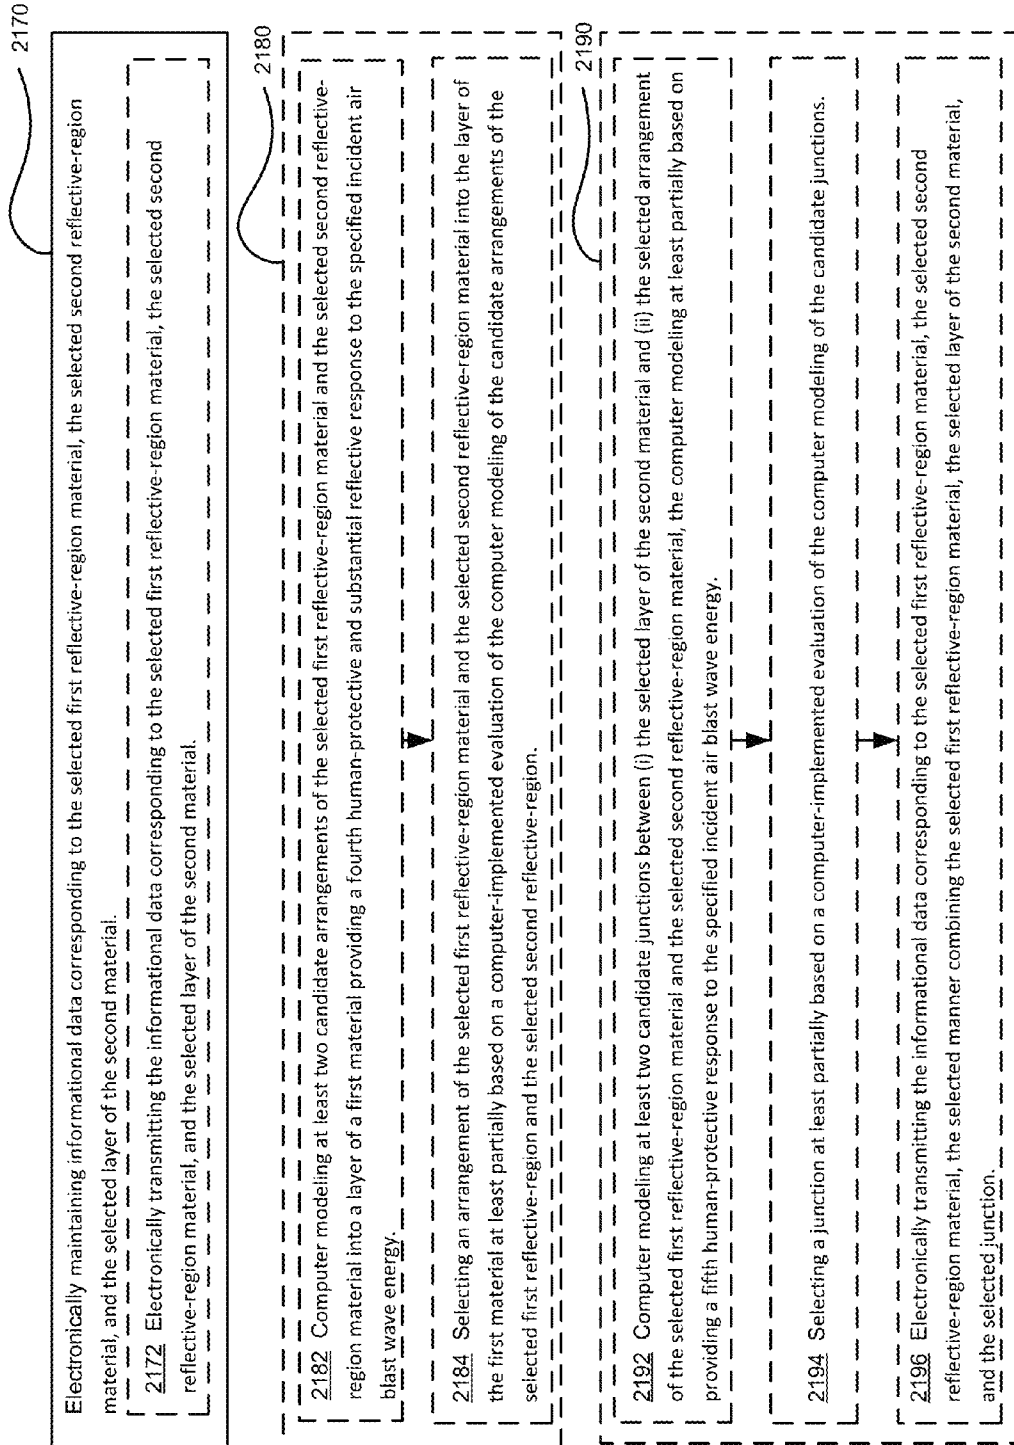 2170
Electronically maintaining informational data corresponding to the selected first reflective-region material, the selected second reflective-region
material, and the selected layer of the second material.
2172 Electronically transmitting the informational data corresponding to the selected first reflective-region material, the selected second
reflective-region material, and the selected layer of the second material.
2180
2182 Computer modeling at least two candidate arrangements of the selected first reflective-region material and the selected second reflective-
region material into a layer of a first material providing a fourth human-protective and substantial reflective response to the specified incident air
blast wave energy.
2184 Selecting an arrangement of the selected first reflective-region material and the selected second reflective-region material into the layer of
the first material at least partially based on a computer-implemented evaluation of the computer modeling of the candidate arrangements of the
selected first reflective-region and the selected second reflective-region.
2190
2192 Computer modeling at least two candidate junctions between (i) the selected layer of the second material and (ii) the selected arrangement
of the selected first reflective-region material and the selected second reflective-region material, the computer modeling at least partially based on
providing a fifth human-protective response to the specified incident air blast wave energy.
2194 Selecting a junction at least partially based on a computer-implemented evaluation of the computer modeling of the candidate junctions.
2196 Electronically transmitting the informational data corresponding to the selected first reflective-region material, the selected second
reflective-region material, the selected manner combining the selected first reflective-region material, the selected layer of the second material,
and the selected junction.